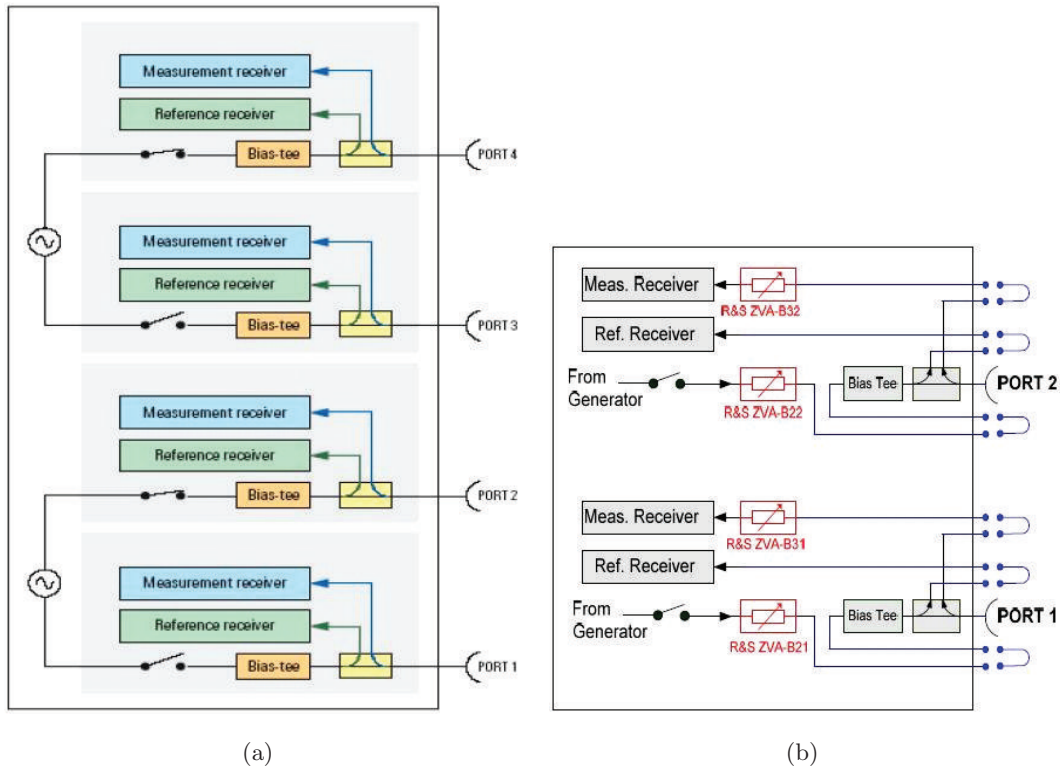 Measurement receiver
Reference receiver
Bias-tee
PORT 4
Measurement receiver
Reference receiver
Bias-tee
PORT 3
Measurement receiver
Reference receiver
Bias-tee
PORT 2
Measurement receiver
Reference receiver
Bias-tee
PORT 1
(a)
Meas. Receiver
R&S ZVA-B32
Ref. Receiver
From
Generator
R&S ZVA-B22
Bias Tee
PORT 2
Meas. Receiver
R&S ZVA-B31
Ref. Receiver
From
Generator
R&S ZVA-B21
Bias Tee
PORT 1
(b)